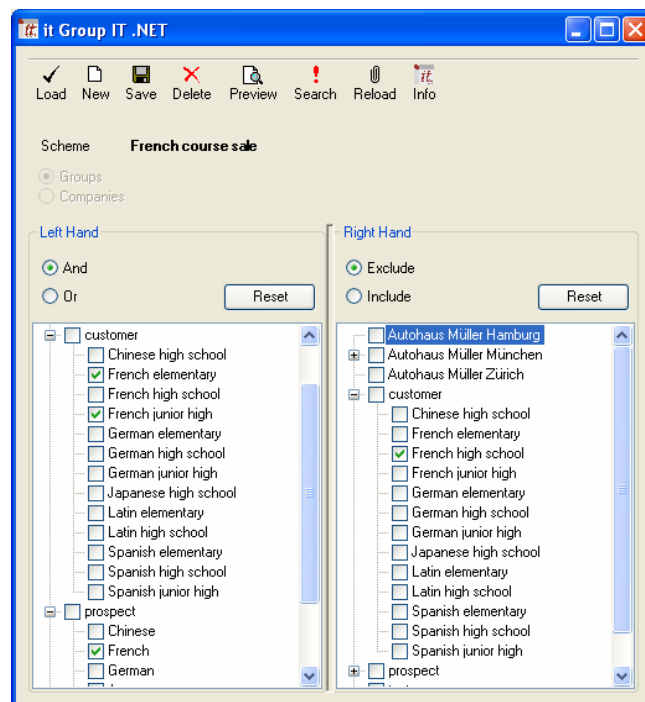 it Group IT .NET
Load New Save Delete Preview Search Reload Info
Scheme French course sale
Groups
Companies
Left Hand
And
Or Reset
customer
Chinese high school
French elementary
French high school
French junior high
German elementary
German high school
German junior high
Japanese high school
Latin elementary
Latin high school
Spanish elementary
Spanish high school
Spanish junior high
prospect
Chinese
French
German
Right Hand
Exclude
Include Reset
Autohaus Müller Hamburg
Autohaus Müller München
Autohaus Müller Zürich
customer
Chinese high school
French elementary
French high school
French junior high
German elementary
German high school
German junior high
Japanese high school
Latin elementary
Latin high school
Spanish elementary
Spanish high school
Spanish junior high
prospect